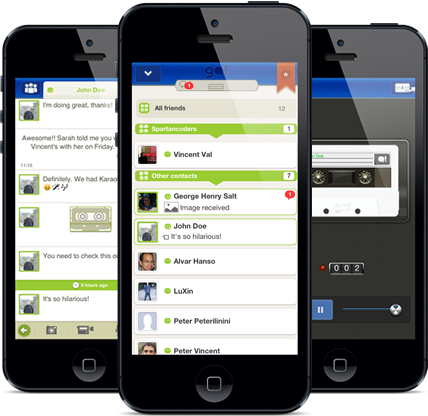 John Doe
I'm doing great, thanks!
Awesome!! Sarah told me you w
Vincent's with her on Friday.
11:18
Definitely. We had Karao
You need to check this o
2 hours ago
It's so hilarious!
1
All friends 12
Spartancoders 1
Vincent Val
Other contacts 7
George Henry Salt 1
Image received
John Doe
It's so hilarious!
Alvar Hanso
LuXin
Peter Peterilinini
Peter Vincent
002